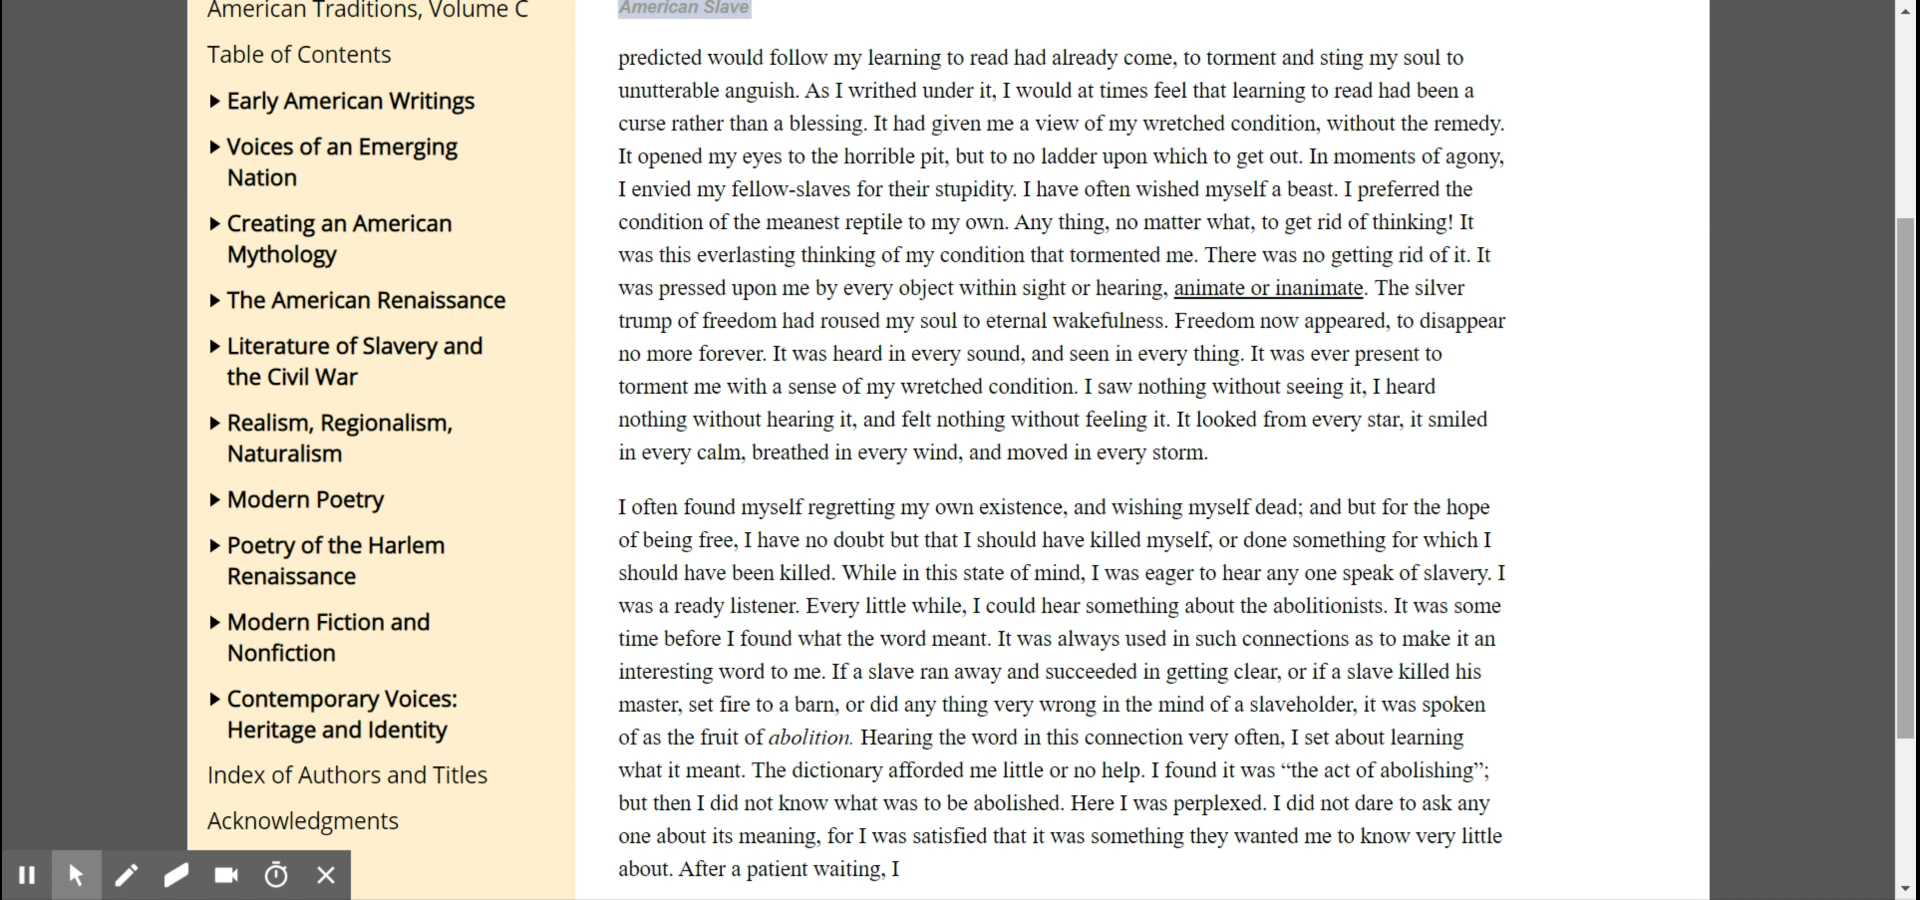 American Traditions, Volume C
Table of Contents
Early American Writings
Voices of an Emerging
Nation
Creating an American
Mythology
The American Renaissance
Literature of Slavery and
the Civil War
Realism, Regionalism,
Naturalism
Modern Poetry
Poetry of the Harlem
Renaissance
Modern Fiction and
Nonfiction
Contemporary Voices:
Heritage and Identity
Index of Authors and Titles
Acknowledgments
American Slave
predicted would follow my learning to read had already come, to torment and sting my soul to
unutterable anguish. As I writhed under it, I would at times feel that learning to read had been a
curse rather than a blessing. It had given me a view of my wretched condition, without the remedy.
It opened my eyes to the horrible pit, but to no ladder upon which to get out. In moments of agony,
I envied my fellow-slaves for their stupidity. I have often wished myself a beast. I preferred the
condition of the meanest reptile to my own. Any thing, no matter what, to get rid of thinking! It
was this everlasting thinking of my condition that tormented me. There was no getting rid of it. It
was pressed upon me by every object within sight or hearing, animate or inanimate. The silver
trump of freedom had roused my soul to eternal wakefulness. Freedom now appeared, to disappear
no more forever. It was heard in every sound, and seen in every thing. It was ever present to
torment me with a sense of my wretched condition. I saw nothing without seeing it, I heard
nothing without hearing it, and felt nothing without feeling it. It looked from every star, it smiled
in every calm, breathed in every wind, and moved in every storm.
I often found myself regretting my own existence, and wishing myself dead; and but for the hope
of being free, I have no doubt but that I should have killed myself, or done something for which I
should have been killed. While in this state of mind, I was eager to hear any one speak of slavery. I
was a ready listener. Every little while, I could hear something about the abolitionists. It was some
time before I found what the word meant. It was always used in such connections as to make it an
interesting word to me. If a slave ran away and succeeded in getting clear, or if a slave killed his
master, set fire to a barn, or did any thing very wrong in the mind of a slaveholder, it was spoken
of as the fruit of abolition. Hearing the word in this connection very often, I set about learning
what it meant. The dictionary afforded me little or no help. I found it was “the act of abolishing”;
but then I did not know what was to be abolished. Here I was perplexed. I did not dare to ask any
one about its meaning, for I was satisfied that it was something they wanted me to know very little
about. After a patient waiting, I